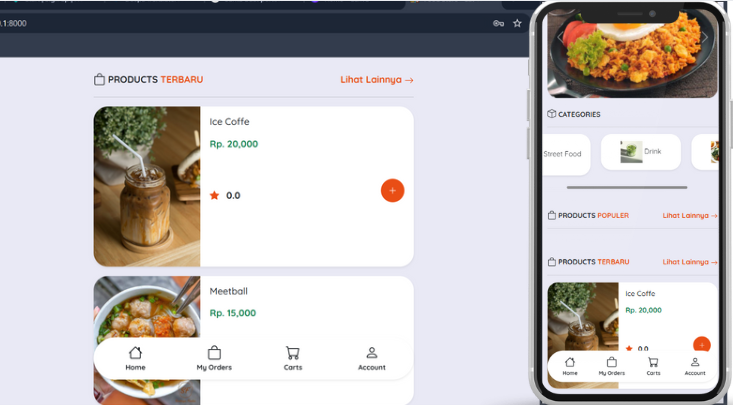 .1:8000
PRODUCTS TERBARU
Lihat Lainnya →
Ice Coffe
Rp. 20,000
0.0
+
Meetball
Rp. 15,000
Home
My Orders
Carts
Account
CATEGORIES
Street Food
Drink
PRODUCTS POPULER
Lihat Lainnya →
PRODUCTS TERBARU
Lihat Lainnya →
Ice Coffe
Rp. 20,000
0.0
+
Home
My Orders
Carts
Account